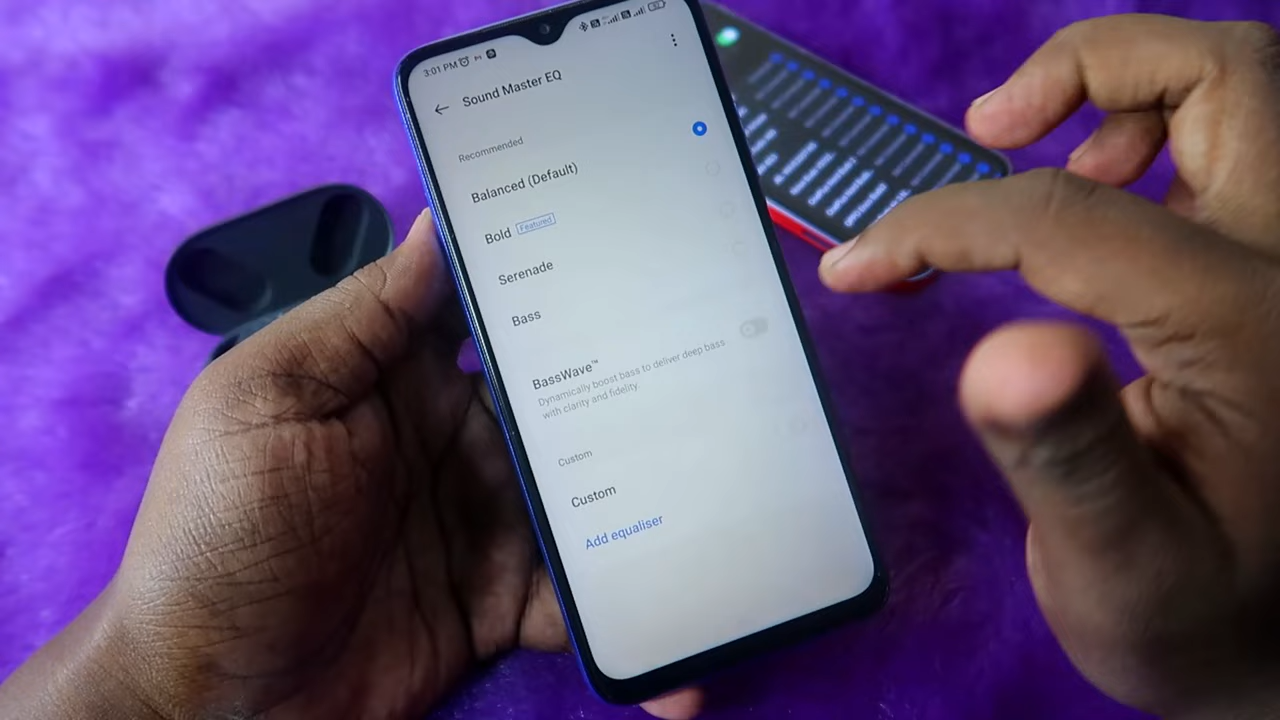 3:01 PM
Sound Master EQ
Recommended
Balanced (Default)
Bold Featured
Serenade
Bass
BassWave™
Dynamically boost bass to deliver deep bass
with clarity and fidelity.
Custom
Custom
Add equaliser